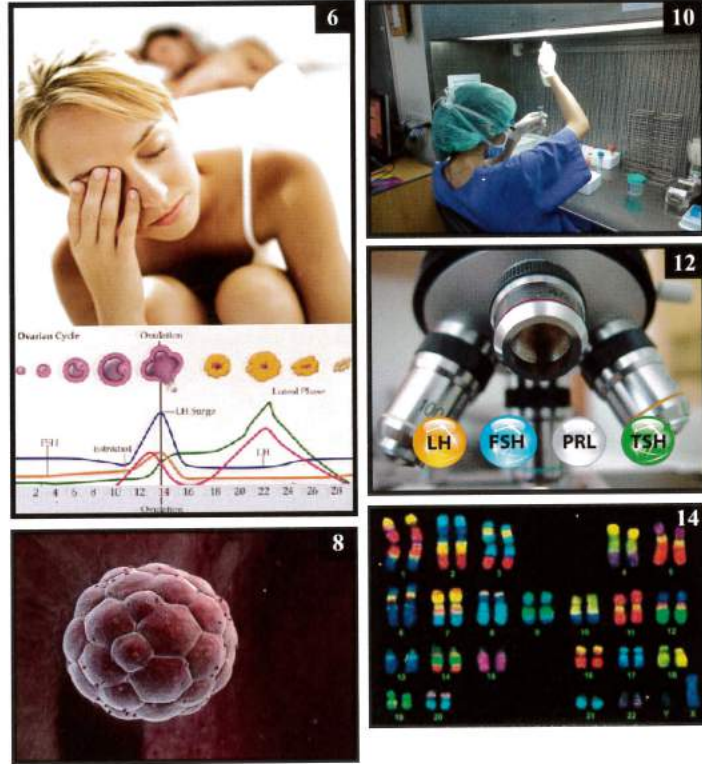 6
Ovarian Cycle
Ovulation
Luteal Phase
LH Surge
FSH
Estradiol
LH
2 4 6 8 10 12 14 16 18 20 22 24 26 28
Ovulation
8
10
12
100
LH FSH PRL TSH
14
1 2 3 4 5
6 7 8 9 10 11 12
13 14 15 16 17 18
19 20 21 22 Y X